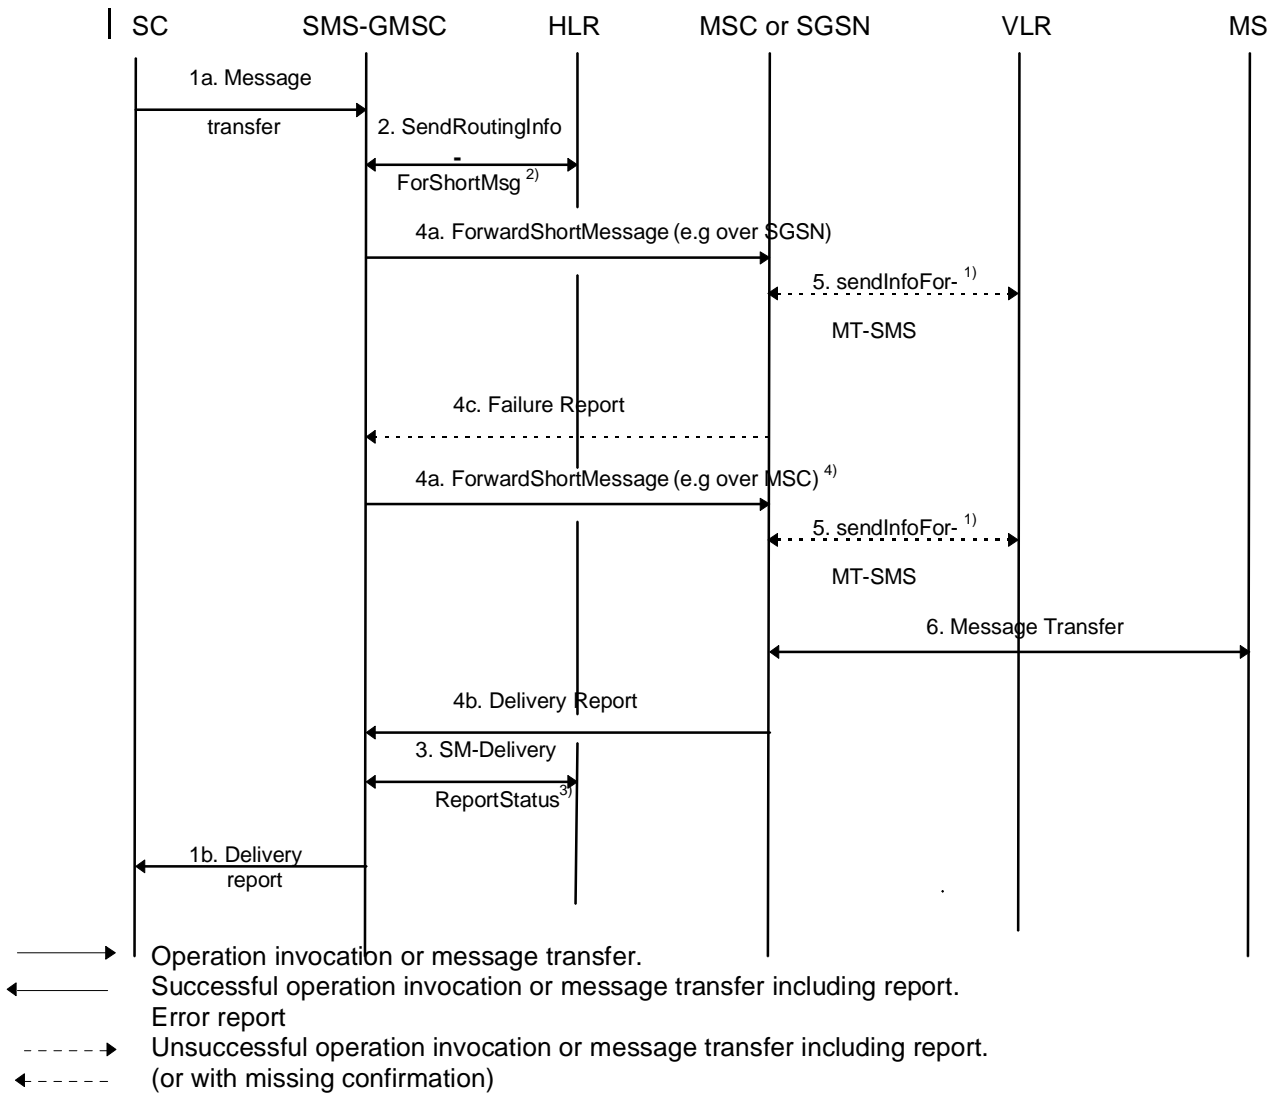 SC SMS-GMSC HLR MSC or SGSN VLR MS
1a. Message
transfer
2. SendRoutingInfo
-
ForShortMsg 2)
4a. ForwardShortMessage (e.g over SGSN)
5. sendInfoFor- 1)
MT-SMS
4c. Failure Report
4a. ForwardShortMessage (e.g over MSC) 4)
5. sendInfoFor- 1)
MT-SMS
6. Message Transfer
4b. Delivery Report
3. SM-Delivery
ReportStatus3)
1b. Delivery
report
Operation invocation or message transfer.
Successful operation invocation or message transfer including report.
Error report
Unsuccessful operation invocation or message transfer including report.
(or with missing confirmation)